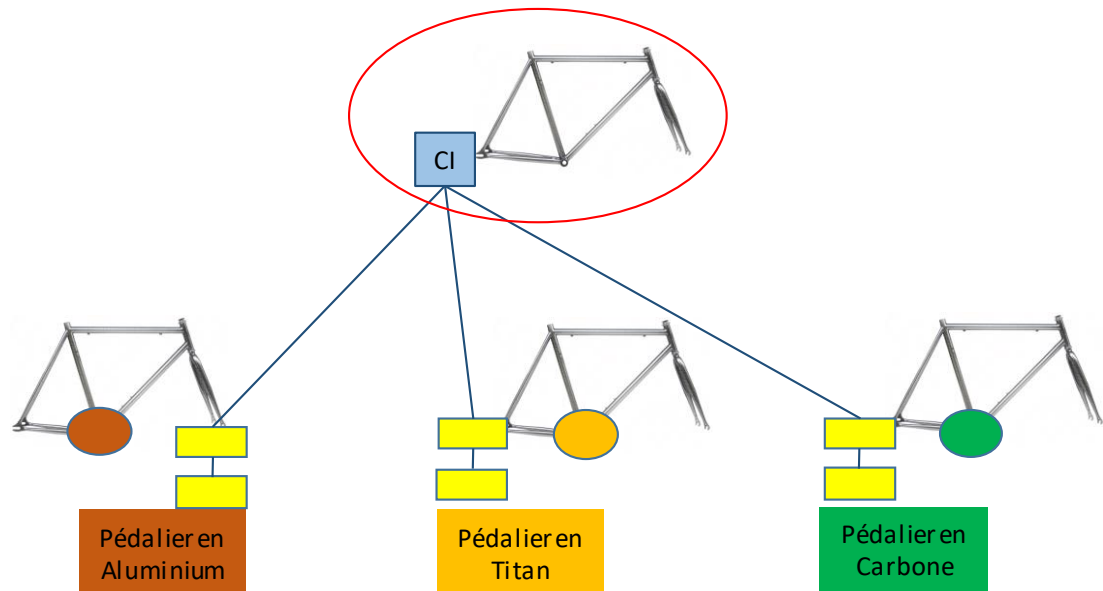 CI
Pédalier en
Aluminium
Pédalier en
Titan
Pédalier en
Carbone